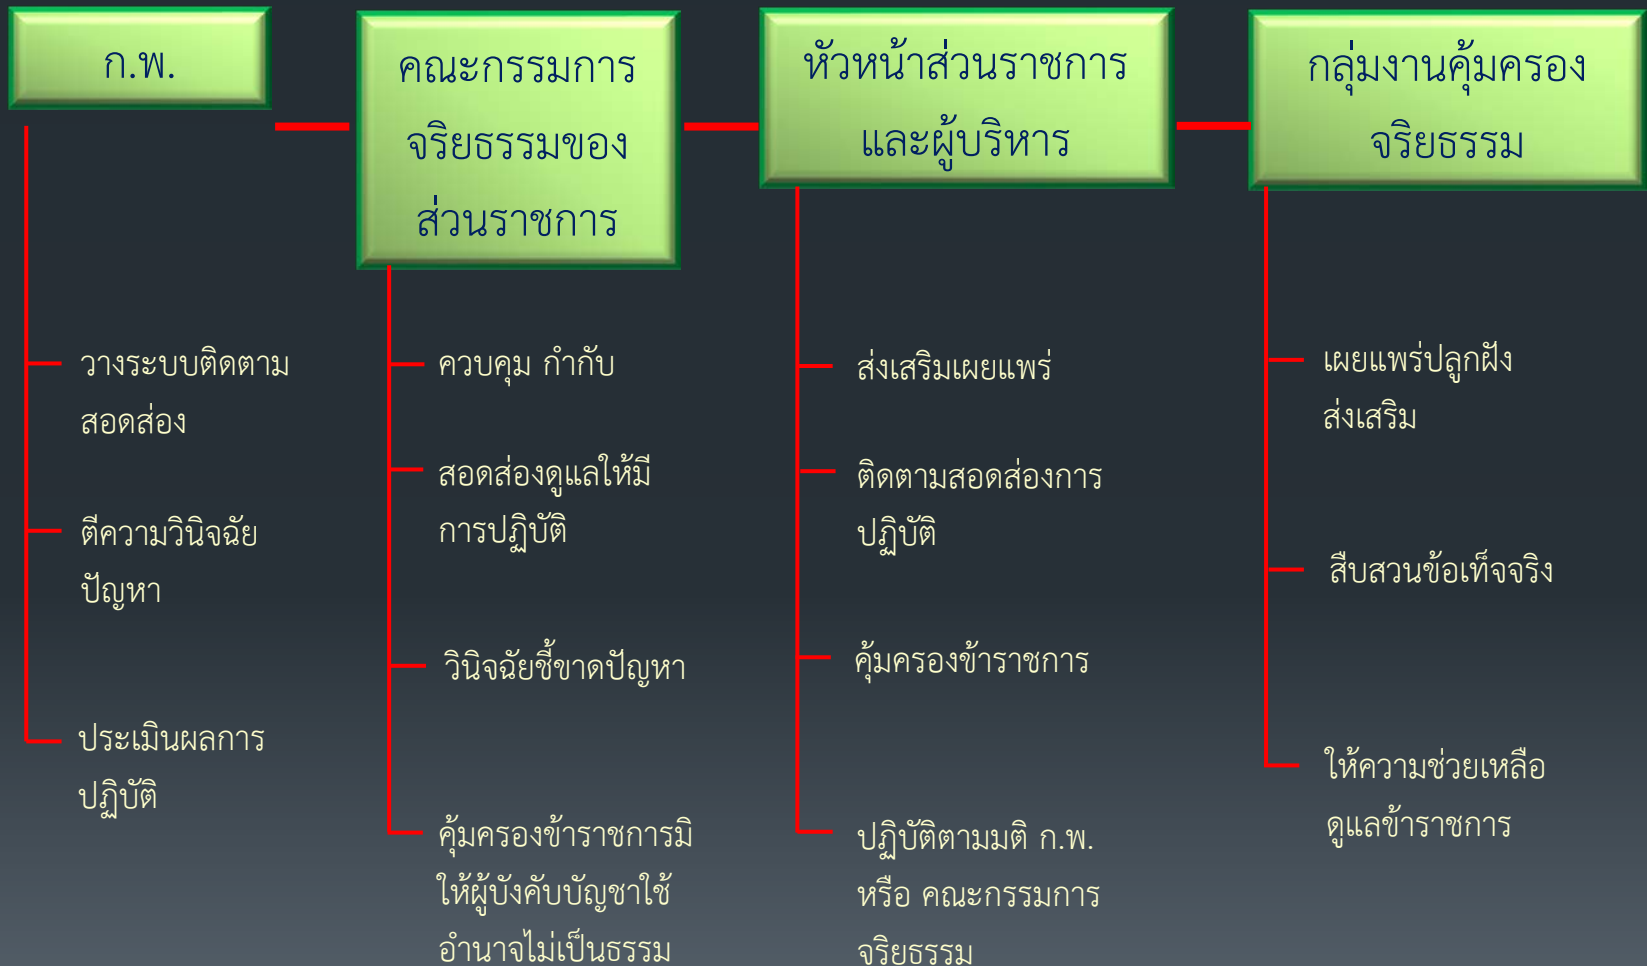 ก.พ.
คณะกรรมการ
จริยธรรมของ
ส่วนราชการ
หัวหน้าส่วนราชการ
และผู้บริหาร
กลุ่มงานคุ้มครอง
จริยธรรม
วางระบบติดตาม
สอดส่อง
ตีความวินิจฉัย
ปัญหา
ประเมินผลการ
ปฏิบัติ
ควบคุม กำกับ
สอดส่องดูแลให้มี
การปฏิบัติ
วินิจฉัยชี้ขาดปัญหา
คุ้มครองข้าราชการมิ
ให้ผู้บังคับบัญชาใช้
อำนาจไม่เป็นธรรม
ส่งเสริมเผยแพร่
ติดตามสอดส่องการ
ปฏิบัติ
คุ้มครองข้าราชการ
ปฏิบัติตามมติ ก.พ.
หรือ คณะกรรมการ
จริยธรรม
เผยแพร่ปลูกฝัง
ส่งเสริม
สืบสวนข้อเท็จจริง
ให้ความช่วยเหลือ
ดูแลข้าราชการ